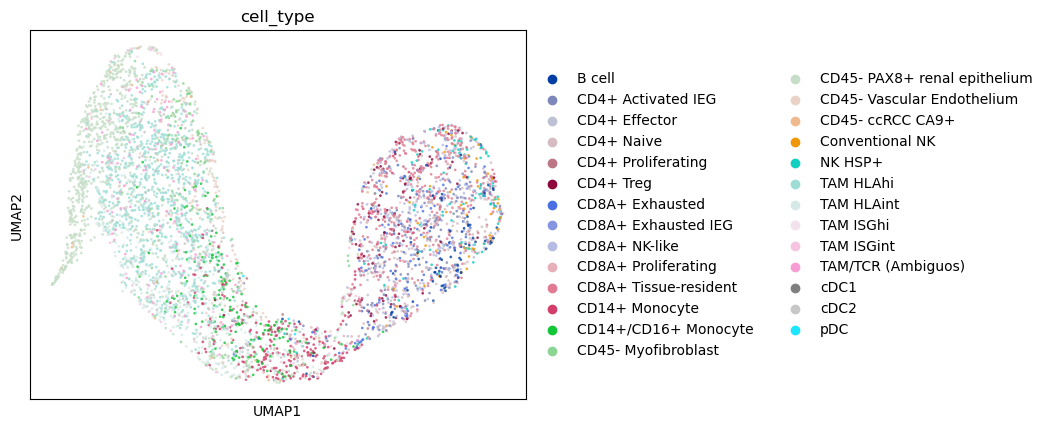 cell_type
UMAP2
UMAP1
B cell
CD4+ Activated IEG
CD4+ Effector
CD4+ Naive
CD4+ Proliferating
CD4+ Treg
CD8A+ Exhausted
CD8A+ Exhausted IEG
CD8A+ NK-like
CD8A+ Proliferating
CD8A+ Tissue-resident
CD14+ Monocyte
CD14+/CD16+ Monocyte
CD45- Myofibroblast
CD45- PAX8+ renal epithelium
CD45- Vascular Endothelium
CD45- ccRCC CA9+
Conventional NK
NK HSP+
TAM HLAhi
TAM HLAint
TAM ISGhi
TAM ISGint
TAM/TCR (Ambiguos)
cDC1
cDC2
pDC